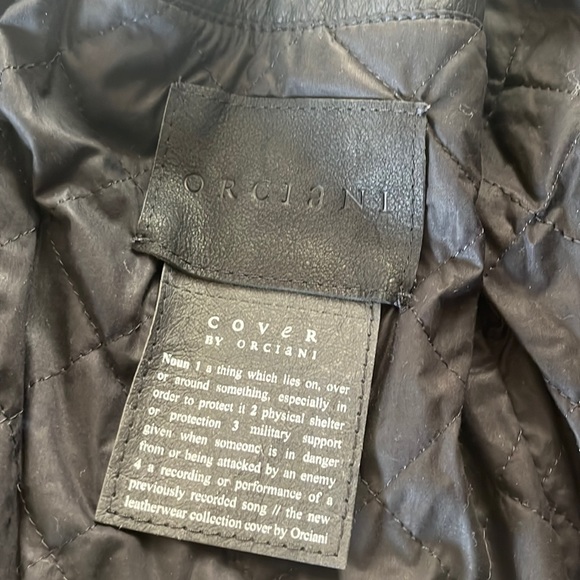 ORCIANI
COVER
BY ORCIANI
Noun 1 a thing which lies on, over
or around something, especially in
order to protect it 2 physical shelter
or protection 3 military support
given when someone is in danger
from or being attacked by an enemy
4 a recording or performance of a
previously recorded song // the new
leatherwear collection cover by Orciani